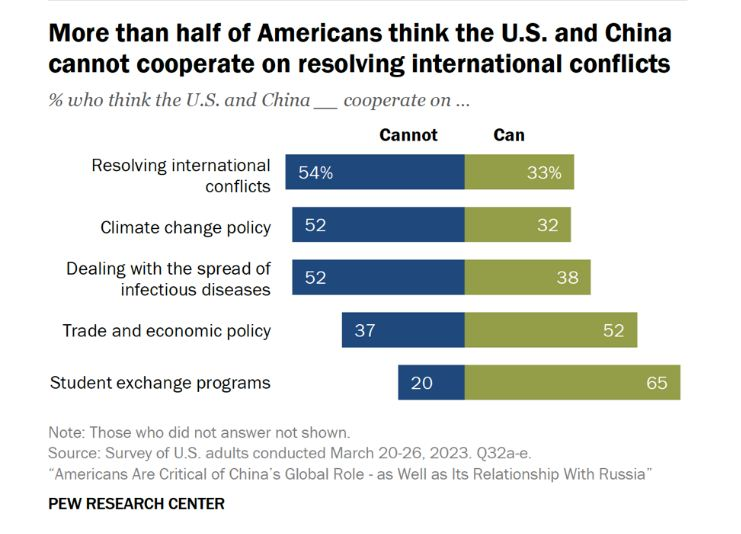 More than half of Americans think the U.S. and China
cannot cooperate on resolving international conflicts
% who think the U.S. and China __ cooperate on ...
Cannot Can
Resolving international
conflicts
54% 33%
Climate change policy 52 32
Dealing with the spread of
infectious diseases
52 38
Trade and economic policy 37 52
Student exchange programs 20 65
Note: Those who did not answer not shown.
Source: Survey of U.S. adults conducted March 20-26, 2023. Q32a-e.
“Americans Are Critical of China’s Global Role - as Well as Its Relationship With Russia”
PEW RESEARCH CENTER